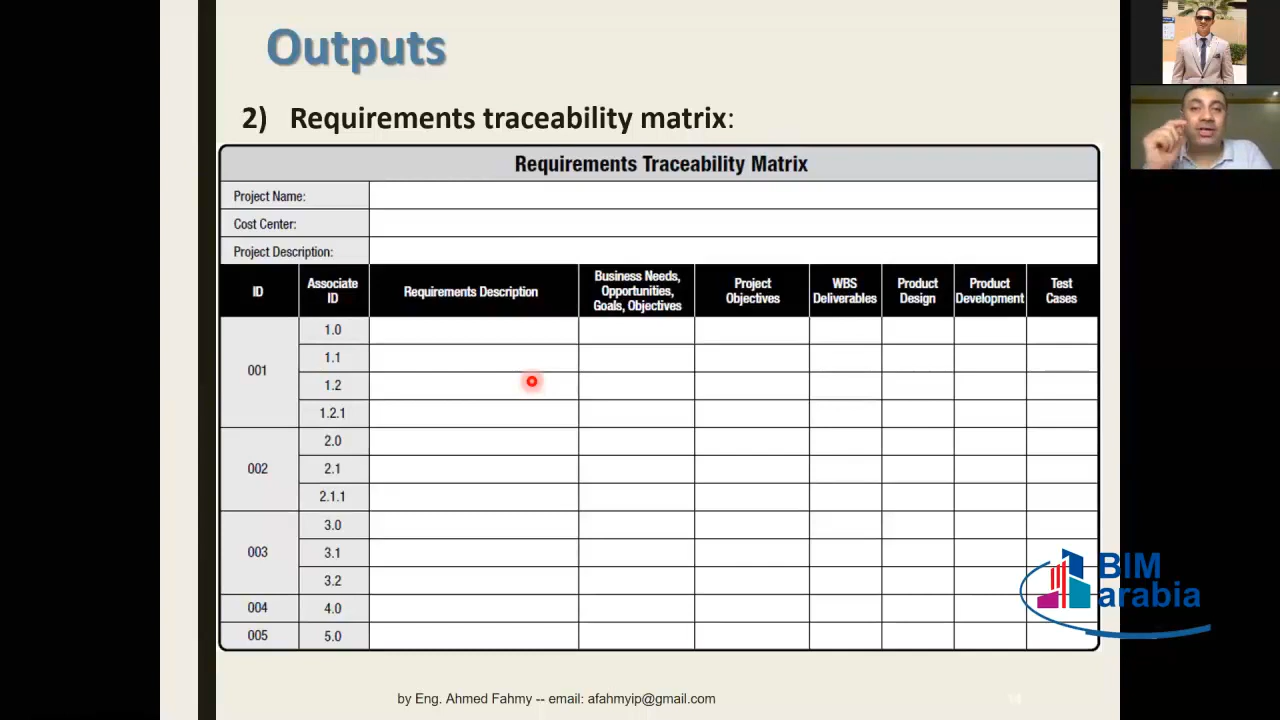 Outputs
2) Requirements traceability matrix:
Requirements Traceability Matrix
Project Name:
Cost Center:
Project Description:
ID
Associate
ID
Requirements Description
Business Needs,
Opportunities,
Goals, Objectives
Project
Objectives
WBS
Deliverables
Product
Design
Product
Development
Test
Cases
001
1.0
1.1
1.2
1.2.1
002
2.0
2.1
2.1.1
003
3.0
3.1
3.2
004
4.0
005
5.0
BIM
arabia
by Eng. Ahmed Fahmy -- email: afahmyip@gmail.com
14